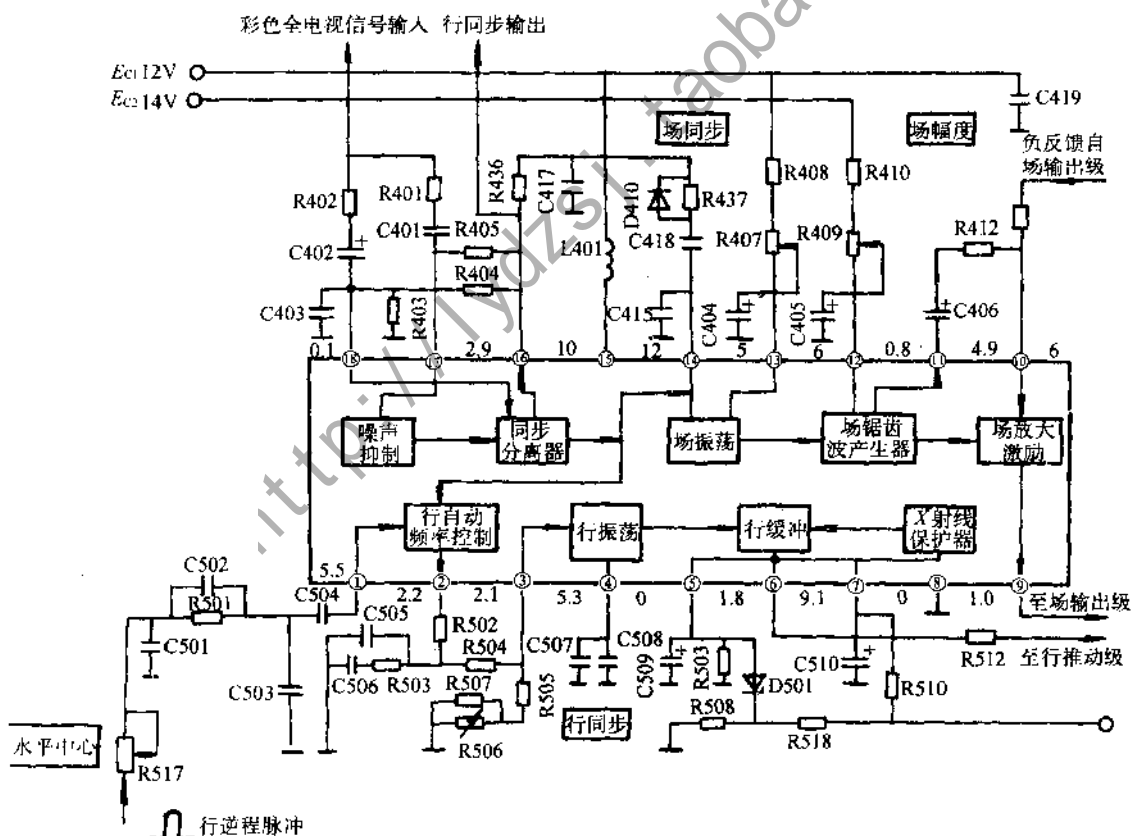 彩色全电视信号输入 行同步输出
Ec1 12V
Ec2 14V
C419
场同步
场幅度
负反馈自
场输出级
R402
R401
R436
C417
D410
R437
R408
R410
R412
C402
C401
R405
R404
C418
L401
R407
R409
C403
R403
C415
C404
C405
C406
0.1 ⑱ ⑰ 2.9 ⑯ 10 ⑮ 12 ⑭ 5 ⑬ 6 ⑫ 0.8 ⑪ 4.9 ⑩ 6
噪声
抑制
同步
分离器
场振荡
场锯齿
波产生器
场放大
激励
行自动
频率控制
行振荡
行缓冲
X射线
保护器
5.5 ① 2.2 ② 2.1 ③ 5.3 ④ 0 ⑤ 1.8 ⑥ 9.1 ⑦ 0 ⑧ 1.0 ⑨
至场输出级
至行推动级
C502
R501
C504
C501
C503
C505
R502
C506
R503
R504
R507
R506
R505
C507
C508
C509
R503
D501
C510
R512
R510
R508
R518
行同步
水平中心
R517
行逆程脉冲
http://lydzsj.taoba